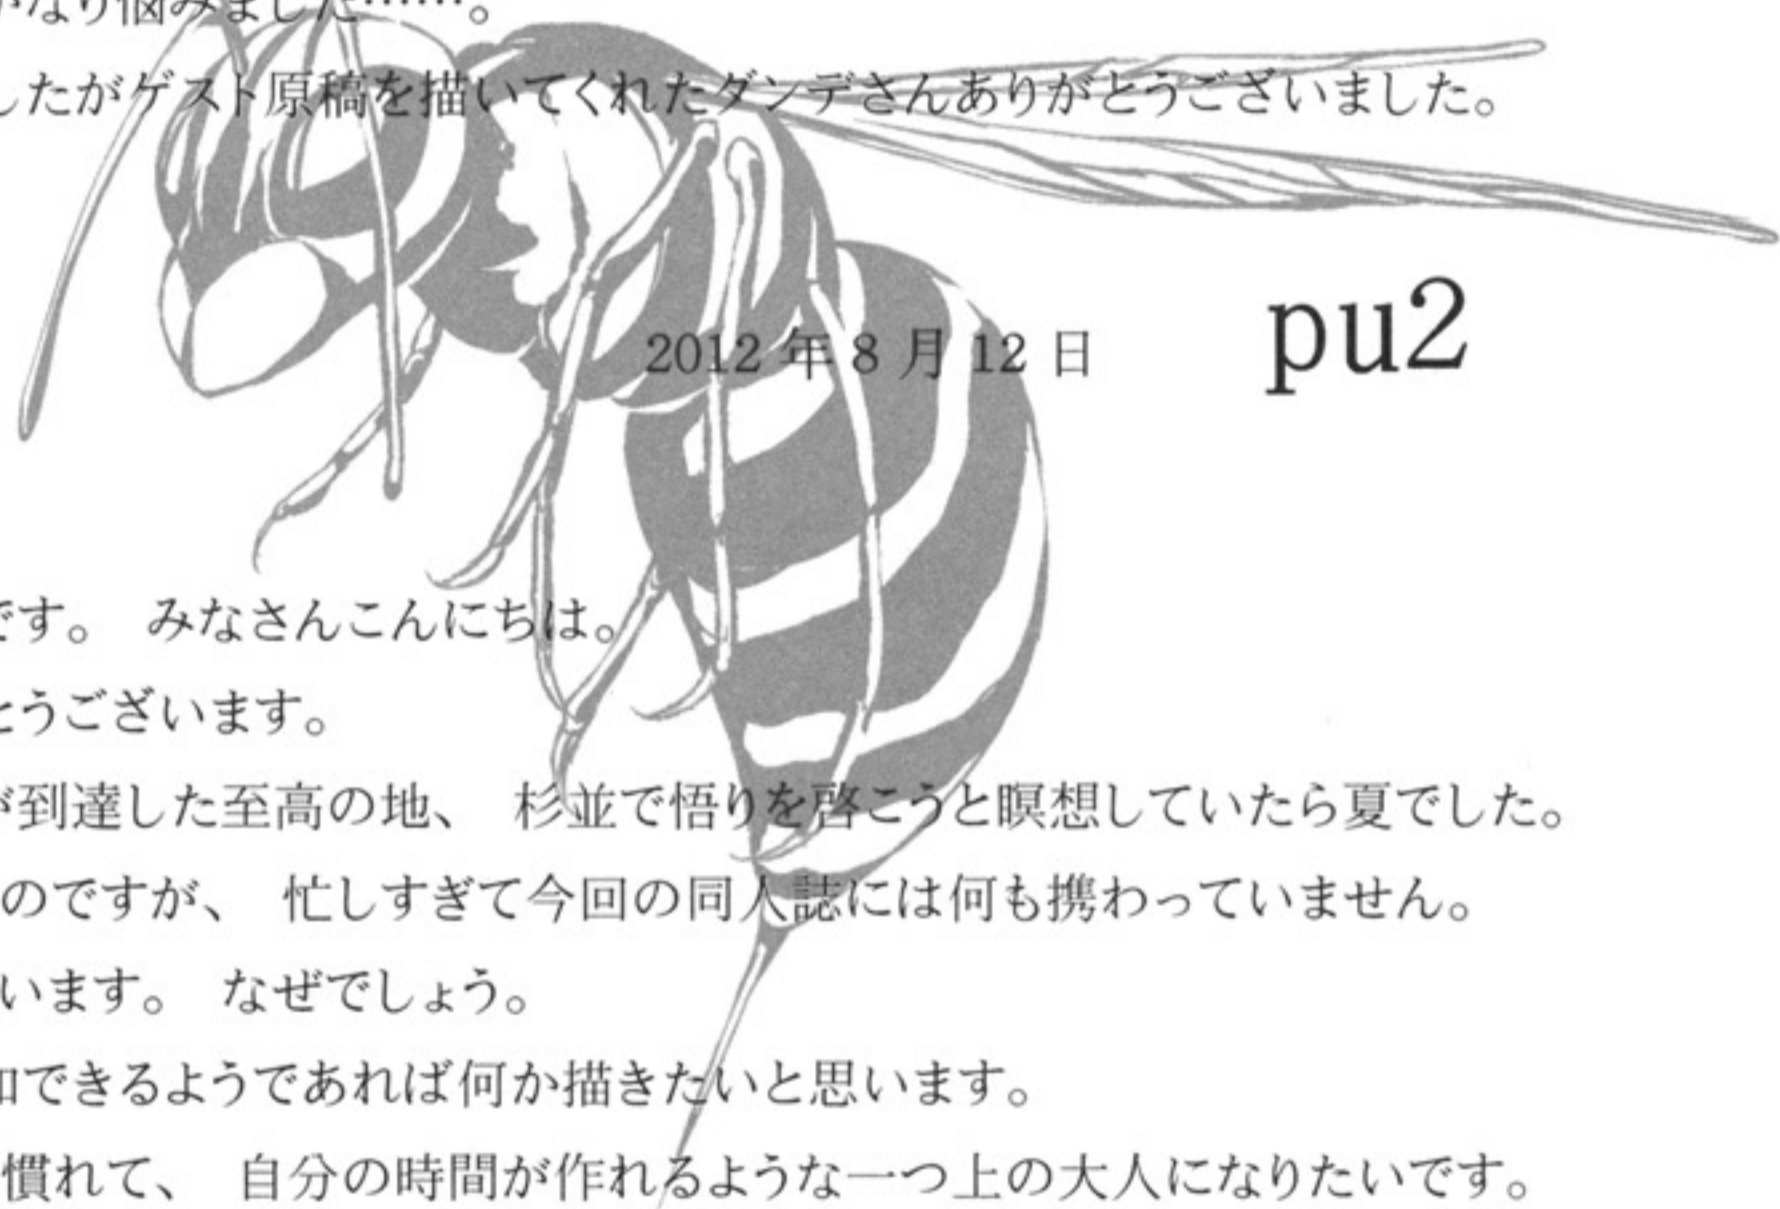 なり悩みました……。
したがゲスト原稿を描いてくれたダンデさんありがとうございました。
2012 年 8 月 12 日 pu2
です。 みなさんこんにちは。
とうございます。
が到達した至高の地、 杉並で悟りを啓こうと瞑想していたら夏でした。
のですが、 忙しすぎて今回の同人誌には何も携わっていません。
います。 なぜでしょう。
できるようであれば何か描きたいと思います。
慣れて、 自分の時間が作れるような一つ上の大人になりたいです。